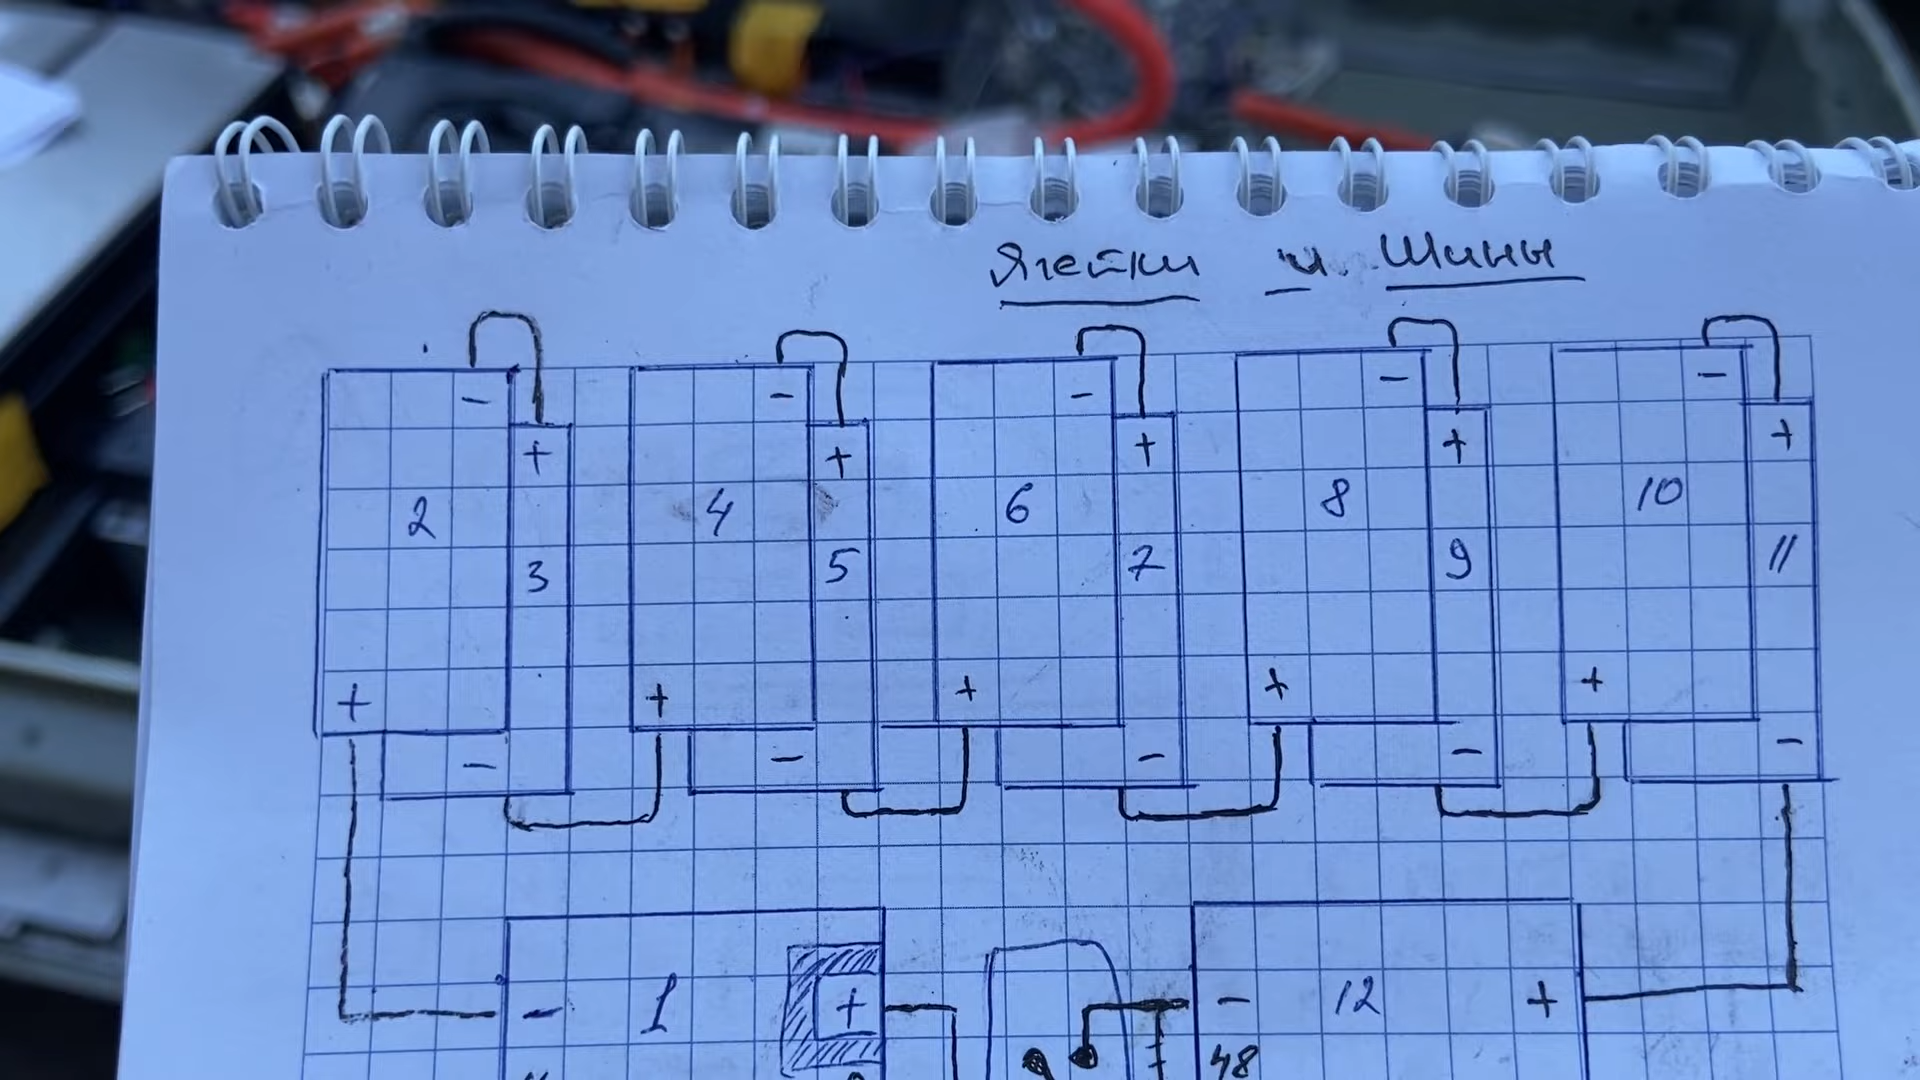 Ячейки и Шины
- - - - -
+ + + + +
2 4 6 8 10
3 5 7 9 11
+ + + + +
- - - - -
- 1 + - 12 +
48